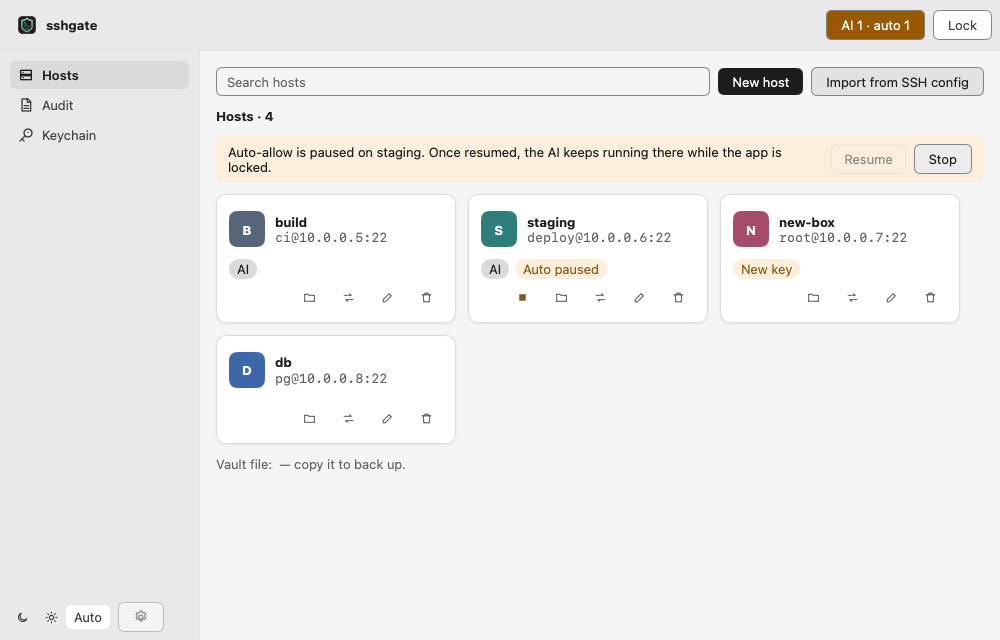 sshgate
AI 1 · auto 1
Lock
Hosts
Audit
Keychain
Search hosts
New host
Import from SSH config
Hosts · 4
Auto-allow is paused on staging. Once resumed, the AI keeps running there while the app is
locked.
Resume
Stop
B
build
ci@10.0.0.5:22
AI
S
staging
deploy@10.0.0.6:22
AI
Auto paused
N
new-box
root@10.0.0.7:22
New key
D
db
pg@10.0.0.8:22
Vault file:  — copy it to back up.
Auto